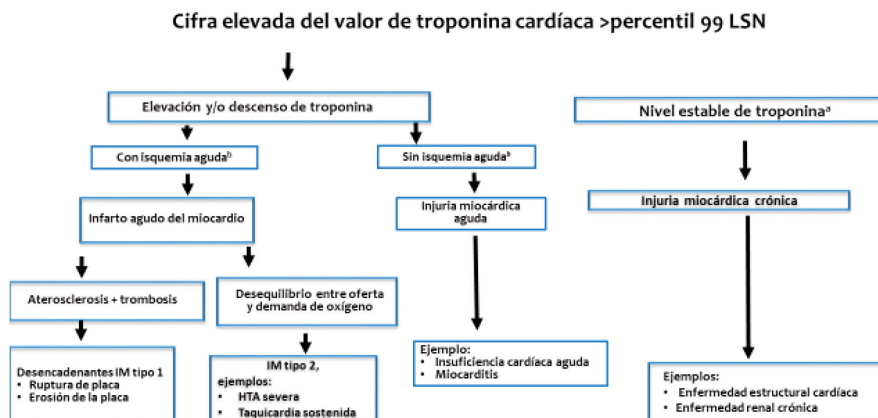 Cifra elevada del valor de troponina cardíaca >percentil 99 LSN
Elevación y/o descenso de troponina
Nivel estable de troponinaᵃ
Con isquemia agudaᵇ
Sin isquemia agudaᵇ
Infarto agudo del miocardio
Injuria miocárdica
aguda
Injuria miocárdica crónica
Aterosclerosis + trombosis
Desequilibrio entre oferta
y demanda de oxígeno
Desencadenantes IM tipo 1
• Ruptura de placa
• Erosión de la placa
IM tipo 2,
ejemplos:
• HTA severa
• Taquicardia sostenida
Ejemplo:
• Insuficiencia cardíaca aguda
• Miocarditis
Ejemplos:
• Enfermedad estructural cardíaca
• Enfermedad renal crónica